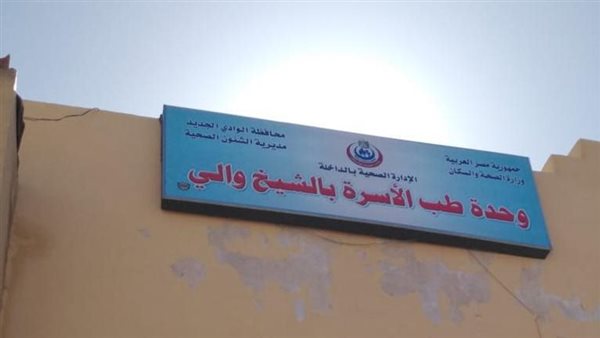 جمهورية مصر العربية
وزارة الصحة والسكان
محافظة الوادي الجديد
مديرية الشئون الصحية
الإدارة الصحية بالداخلة
وحدة طب الأسرة بالشيخ والي